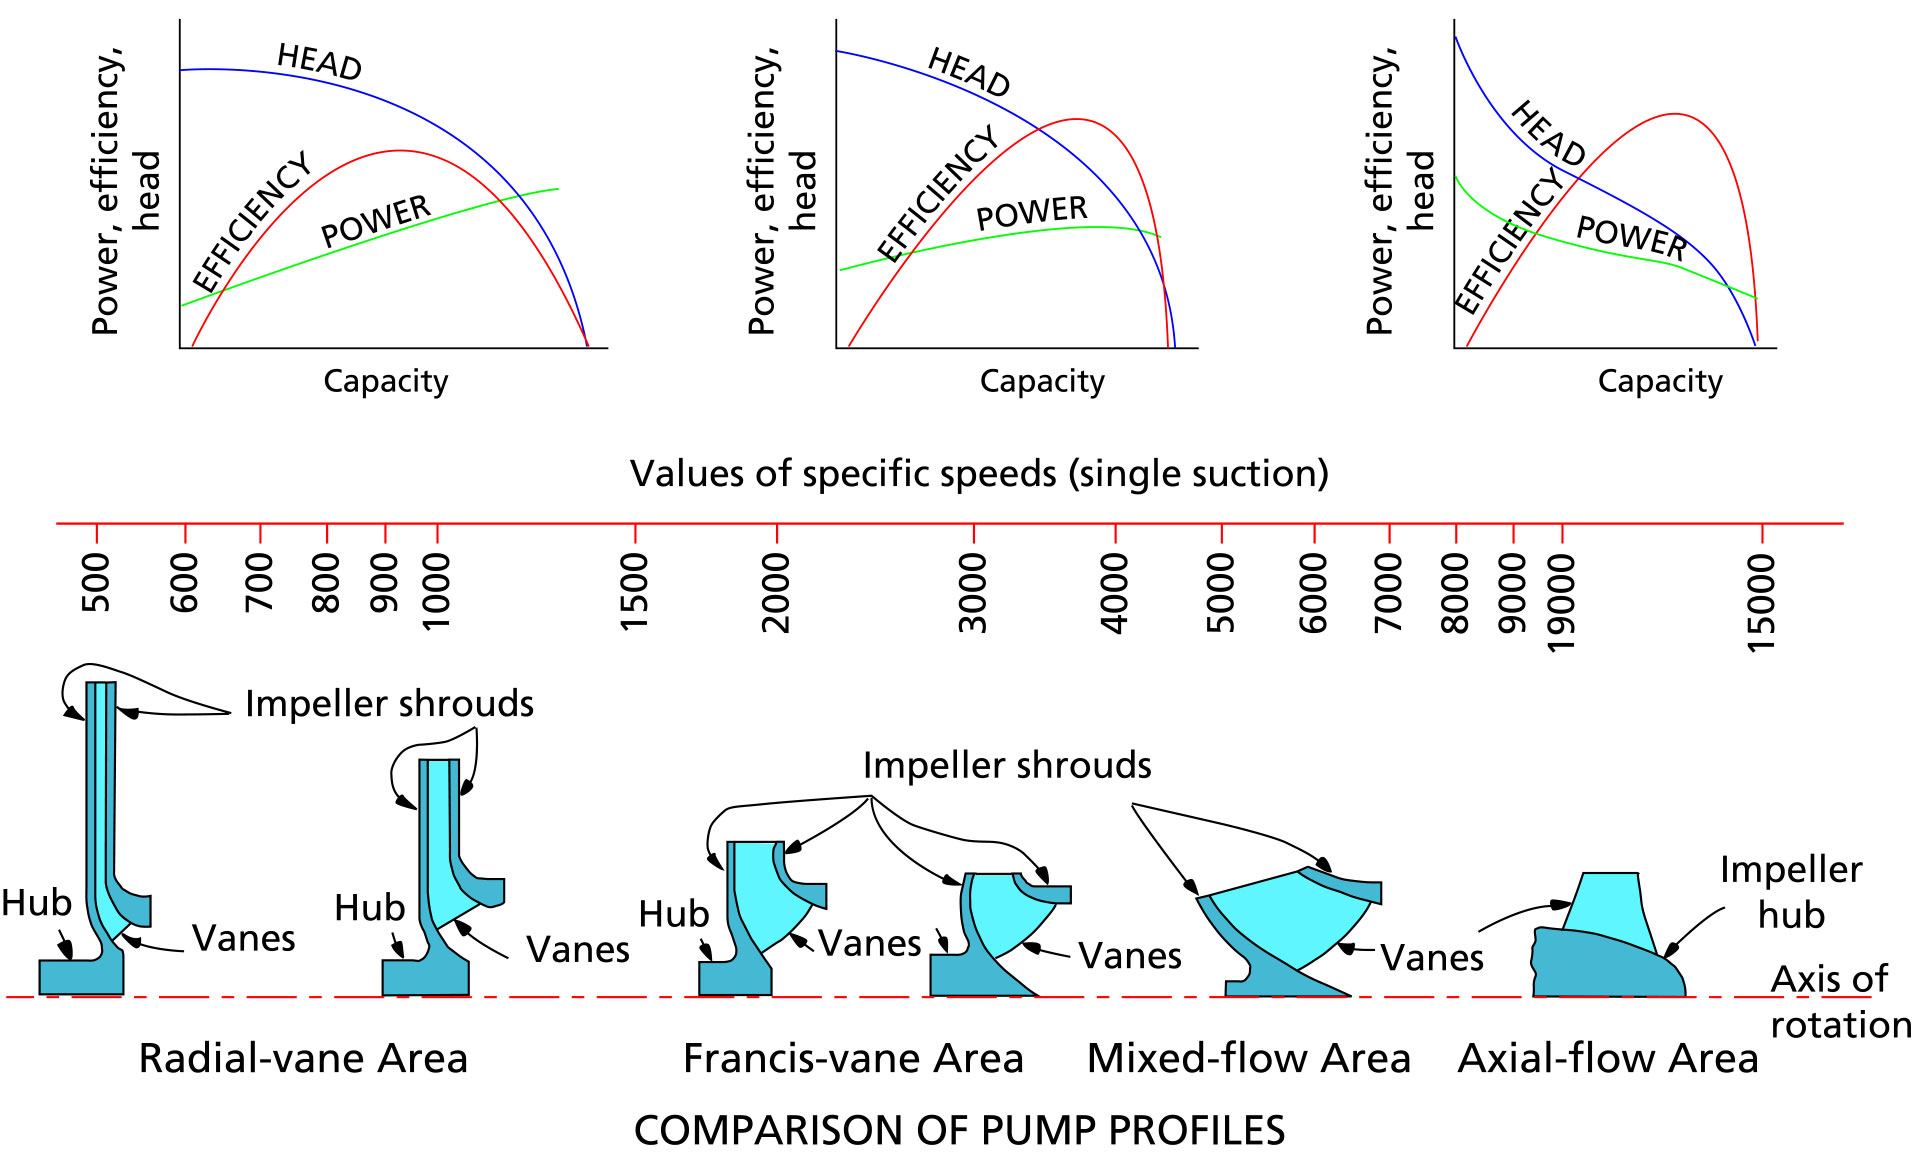 HEAD
EFFICIENCY
POWER
Power, efficiency,
head
Capacity
HEAD
EFFICIENCY
POWER
Power, efficiency,
head
Capacity
HEAD
EFFICIENCY
POWER
Power, efficiency,
head
Capacity
Values of specific speeds (single suction)
500
600
700
800
900
1000
1500
2000
3000
4000
5000
6000
7000
8000
9000
19000
15000
Impeller shrouds
Impeller shrouds
Hub
Vanes
Hub
Vanes
Hub
Vanes
Vanes
Vanes
Impeller
hub
Axis of
rotation
Radial-vane Area
Francis-vane Area
Mixed-flow Area
Axial-flow Area
COMPARISON OF PUMP PROFILES